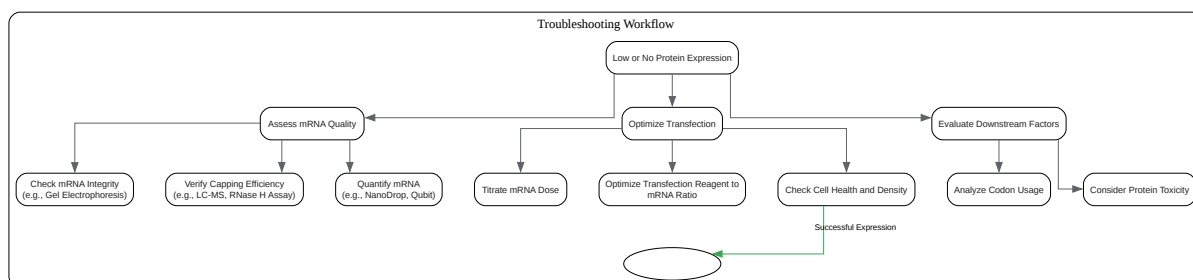 Troubleshooting Workflow
Low or No Protein Expression
Assess mRNA Quality
Optimize Transfection
Evaluate Downstream Factors
Check mRNA Integrity
(e.g., Gel Electrophoresis)
Verify Capping Efficiency
(e.g., LC-MS, RNase H Assay)
Quantify mRNA
(e.g., NanoDrop, Qubit)
Titrate mRNA Dose
Optimize Transfection Reagent to
mRNA Ratio
Check Cell Health and Density
Analyze Codon Usage
Consider Protein Toxicity
Successful Expression